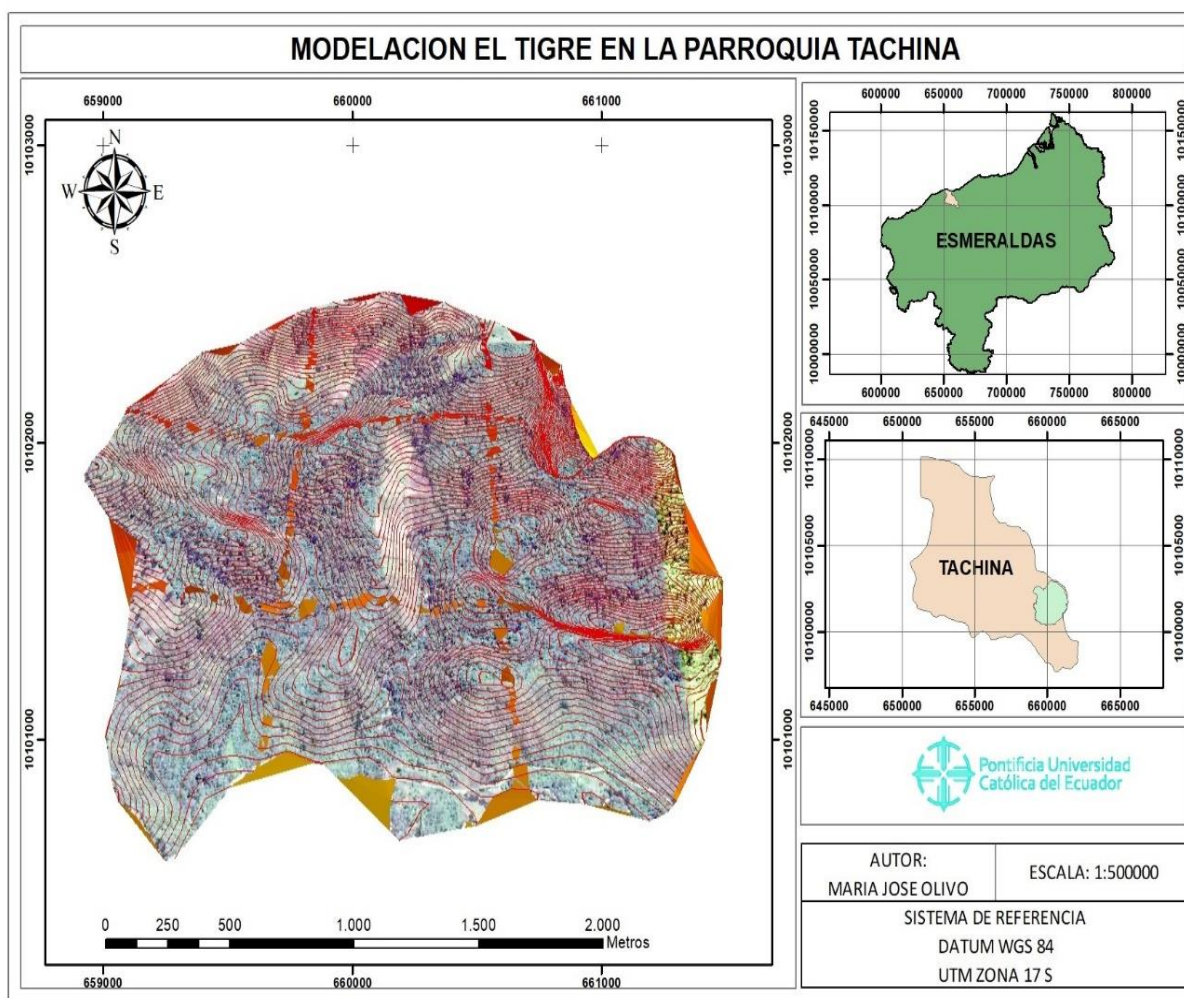 MODELACION EL TIGRE EN LA PARROQUIA TACHINA
659000 660000 661000
10103000 10103000
N
W E
S
10102000 10102000
10101000 10101000
0 250 500 1.000 1.500 2.000
Metros
659000 660000 661000
600000 650000 700000 750000 800000
10150000 10150000
10100000 10100000
ESMERALDAS
10050000 10050000
10000000 10000000
600000 650000 700000 750000 800000
645000 650000 655000 660000 665000
10110000 10110000
10105000 10105000
TACHINA
10100000 10100000
645000 650000 655000 660000 665000
Pontificia Universidad
Católica del Ecuador
AUTOR:
MARIA JOSE OLIVO
ESCALA: 1:500000
SISTEMA DE REFERENCIA
DATUM WGS 84
UTM ZONA 17 S